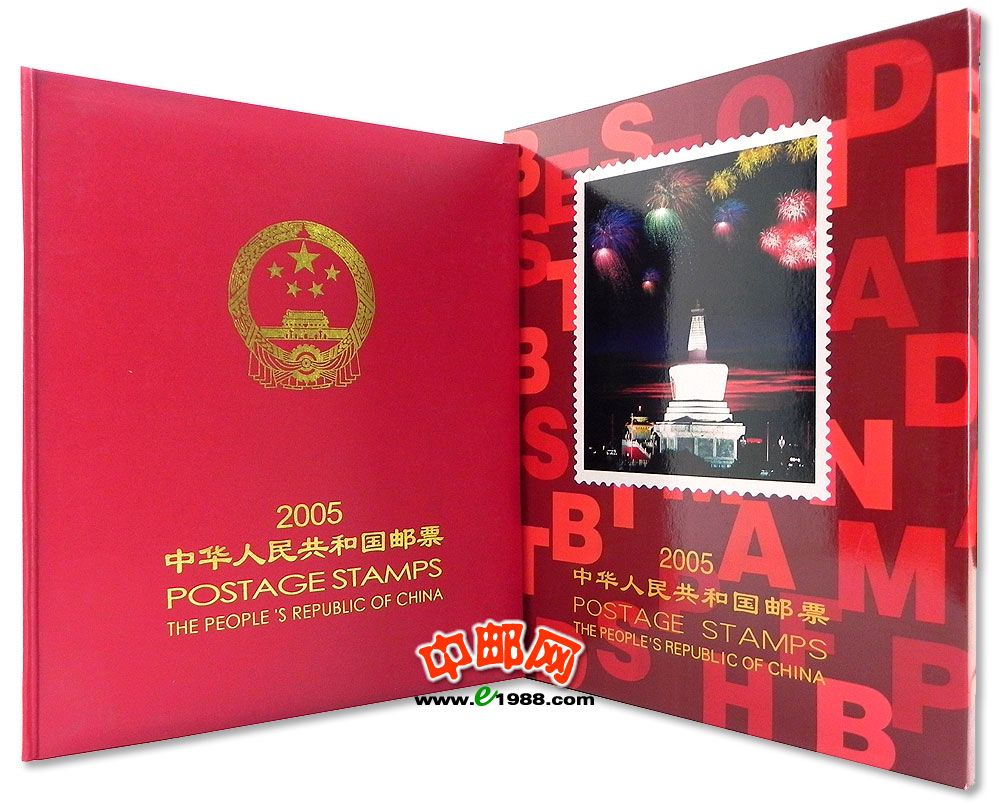 2005
中华人民共和国邮票
POSTAGE STAMPS
THE PEOPLE 'S REPUBLIC OF CHINA
2005
中华人民共和国邮票
POSTAGE STAMPS
THE PEOPLE'S REPUBLIC OF CHINA
中邮网
www.e1988.com